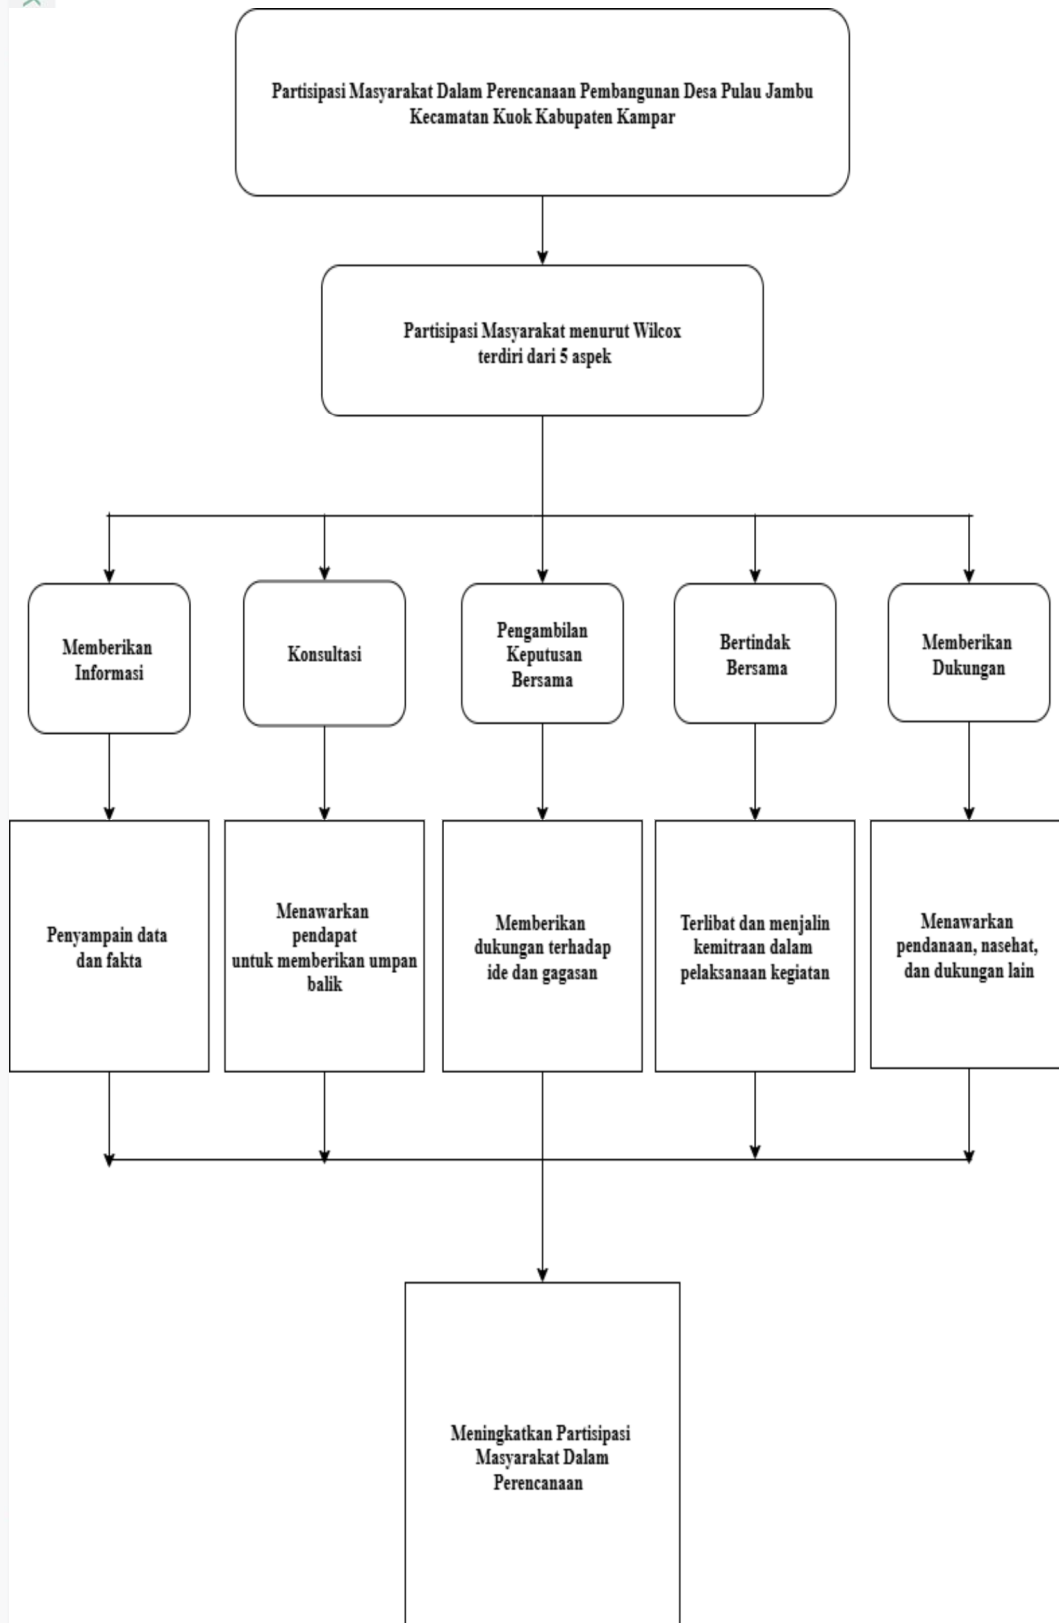 Partisipasi Masyarakat Dalam Perencanaan Pembangunan Desa Pulau Jambu
Kecamatan Kuok Kabupaten Kampar
Partisipasi Masyarakat menurut Wilcox
terdiri dari 5 aspek
Memberikan
Informasi
Konsultasi
Pengambilan
Keputusan
Bersama
Bertindak
Bersama
Memberikan
Dukungan
Penyampain data
dan fakta
Menawarkan
pendapat
untuk memberikan umpan
balik
Memberikan
dukungan terhadap
ide dan gagasan
Terlibat dan menjalin
kemitraan dalam
pelaksanaan kegiatan
Menawarkan
pendanaan, nasehat,
dan dukungan lain
Meningkatkan Partisipasi
Masyarakat Dalam
Perencanaan